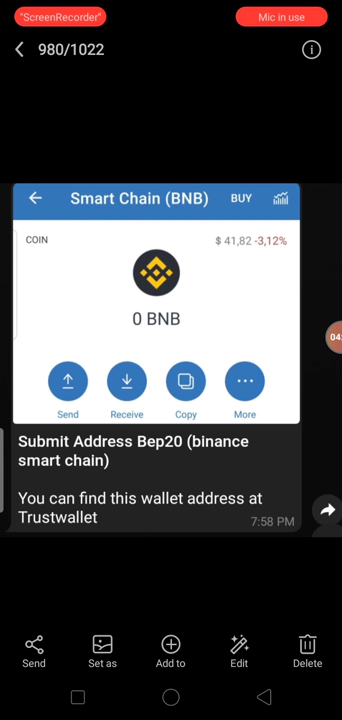 "ScreenRecorder" Mic in use
980/1022
Smart Chain (BNB) BUY
COIN $ 41,82 -3,12%
0 BNB
Send Receive Copy More
Submit Address Bep20 (binance
smart chain)
You can find this wallet address at
Trustwallet
7:58 PM
Send Set as Add to Edit Delete